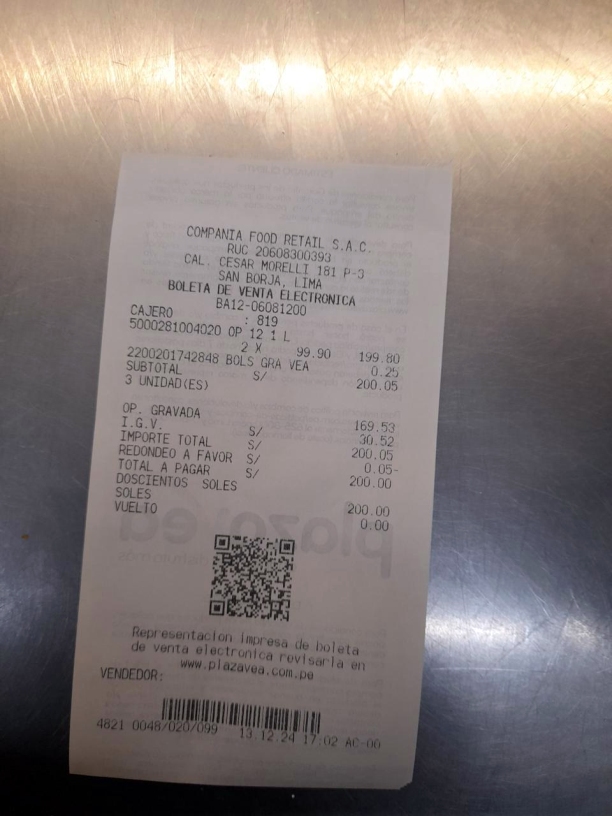 COMPANIA FOOD RETAIL S.A.C.
RUC 20608300393
CAL. CESAR MORELLI 181 P-3
SAN BORJA, LIMA
BOLETA DE VENTA ELECTRONICA
BA12-06081200
CAJERO : 819
5000281004020 OP 12 1 L
2 X 99.90 199.80
2200201742848 BOLS GRA VEA 0.25
SUBTOTAL S/ 200.05
3 UNIDAD(ES)
OP. GRAVADA S/ 169.53
I.G.V. S/ 30.52
IMPORTE TOTAL S/ 200.05
REDONDEO A FAVOR S/ 0.05-
TOTAL A PAGAR S/ 200.00
DOSCIENTOS SOLES
SOLES 200.00
VUELTO 0.00
plaza vea
Representacion impresa de boleta
de venta electronica revisarla en
www.plazavea.com.pe
VENDEDOR:
4821 0048/020/099 13.12.24 17:02 AC-00